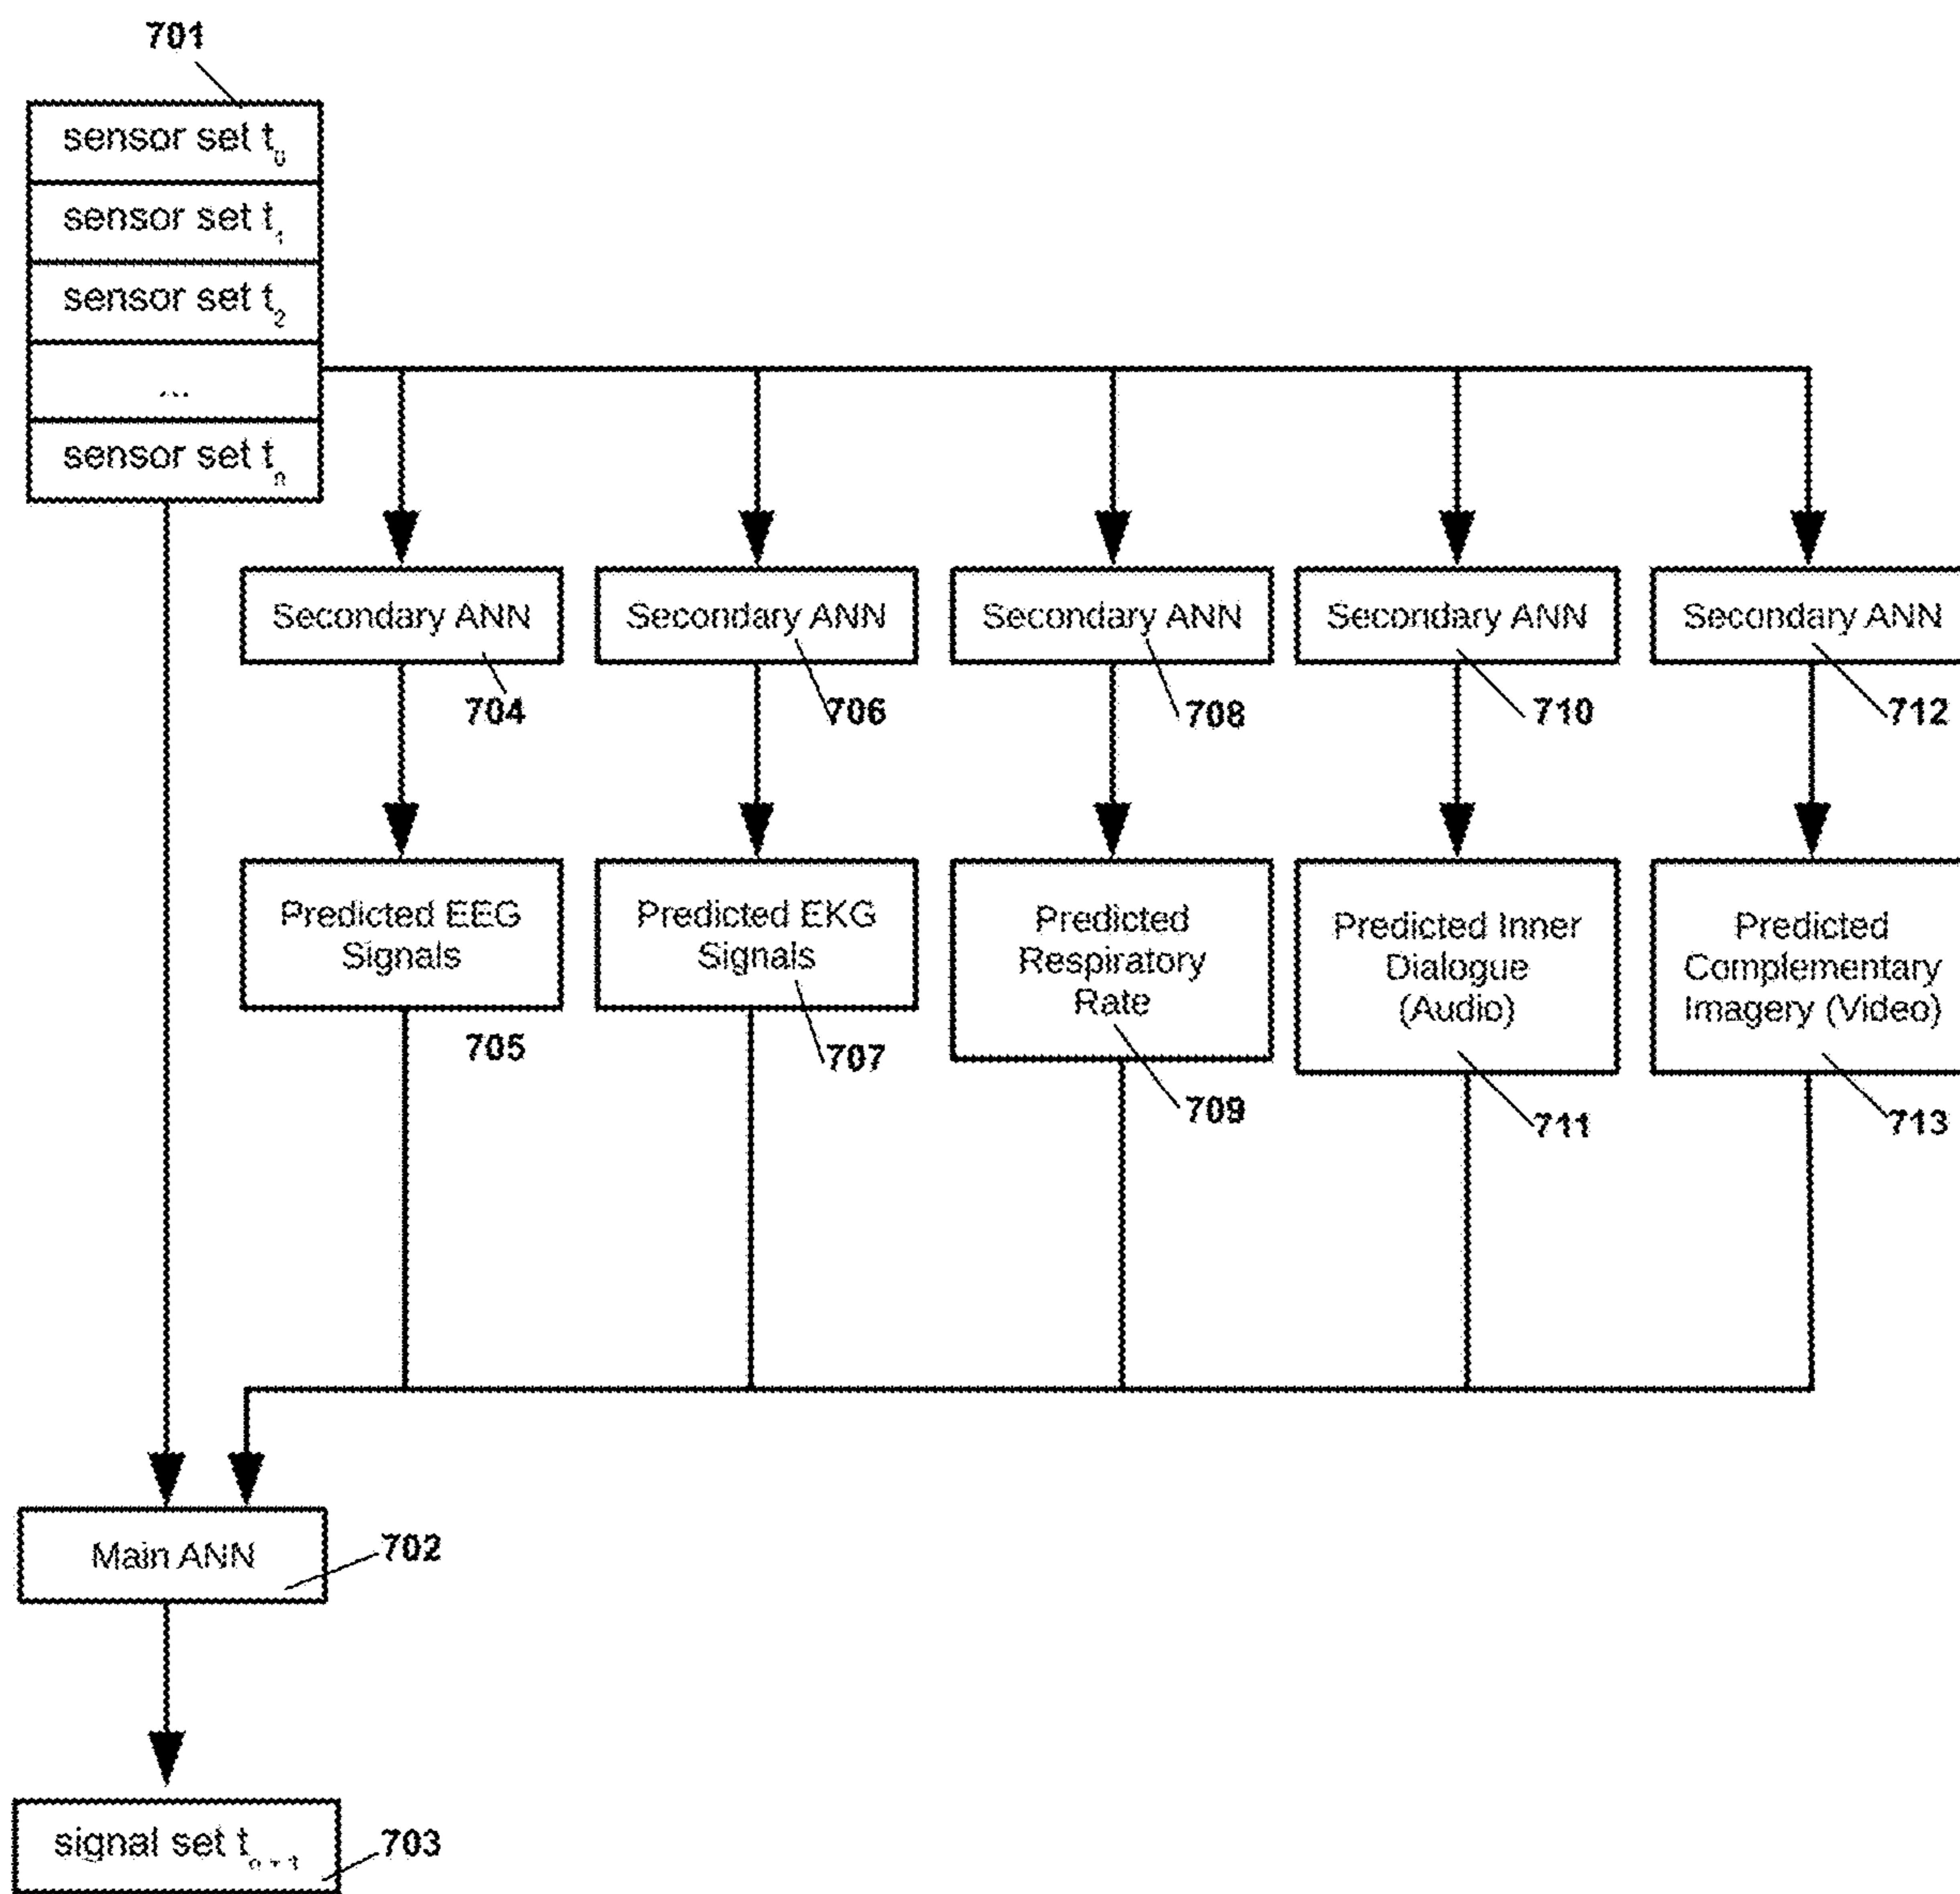 701
sensor set t0
sensor set t1
sensor set t2
...
sensor set tn
Secondary ANN
Secondary ANN
Secondary ANN
Secondary ANN
Secondary ANN
704
706
708
710
712
Predicted EEG
Signals
Predicted EKG
Signals
Predicted
Respiratory
Rate
Predicted Inner
Dialogue
(Audio)
Predicted
Complementary
Imagery (Video)
705
707
709
711
713
Main ANN
702
signal set tn+1
703